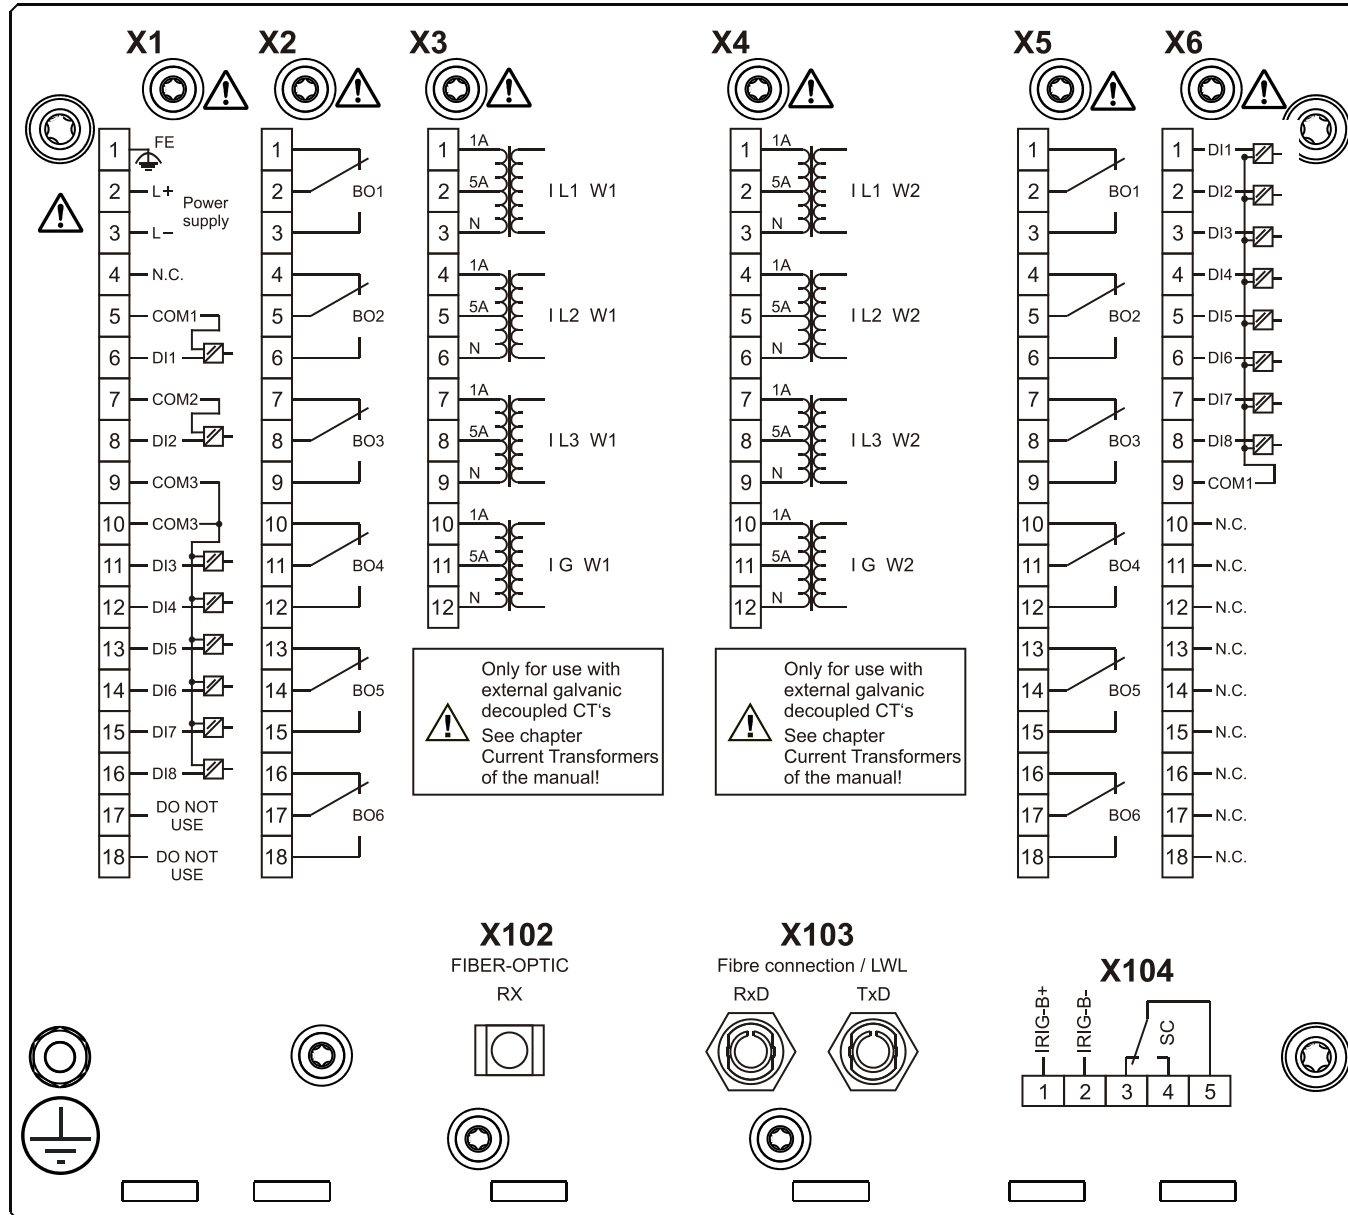 X1
1 FE
2 L+ Power
supply
3 L−
4 N.C.
5 COM1
6 DI1
7 COM2
8 DI2
9 COM3
10 COM3
11 DI3
12 DI4
13 DI5
14 DI6
15 DI7
16 DI8
17 DO NOT
USE
18 DO NOT
USE
X2
1
2 BO1
3
4
5 BO2
6
7
8 BO3
9
10
11 BO4
12
13
14 BO5
15
16
17 BO6
18
X3
1 1A
2 5A I L1 W1
3 N
4 1A
5 5A I L2 W1
6 N
7 1A
8 5A I L3 W1
9 N
10 1A
11 5A I G W1
12 N
Only for use with
external galvanic
decoupled CT‘s
See chapter
Current Transformers
of the manual!
X4
1 1A
2 5A I L1 W2
3 N
4 1A
5 5A I L2 W2
6 N
7 1A
8 5A I L3 W2
9 N
10 1A
11 5A I G W2
12 N
Only for use with
external galvanic
decoupled CT‘s
See chapter
Current Transformers
of the manual!
X5
1
2 BO1
3
4
5 BO2
6
7
8 BO3
9
10
11 BO4
12
13
14 BO5
15
16
17 BO6
18
X6
1 DI1
2 DI2
3 DI3
4 DI4
5 DI5
6 DI6
7 DI7
8 DI8
9 COM1
10 N.C.
11 N.C.
12 N.C.
13 N.C.
14 N.C.
15 N.C.
16 N.C.
17 N.C.
18 N.C.
X102
FIBER-OPTIC
RX
X103
Fibre connection / LWL
RxD TxD
X104
IRIG-B+
IRIG-B-
SC
1 2 3 4 5